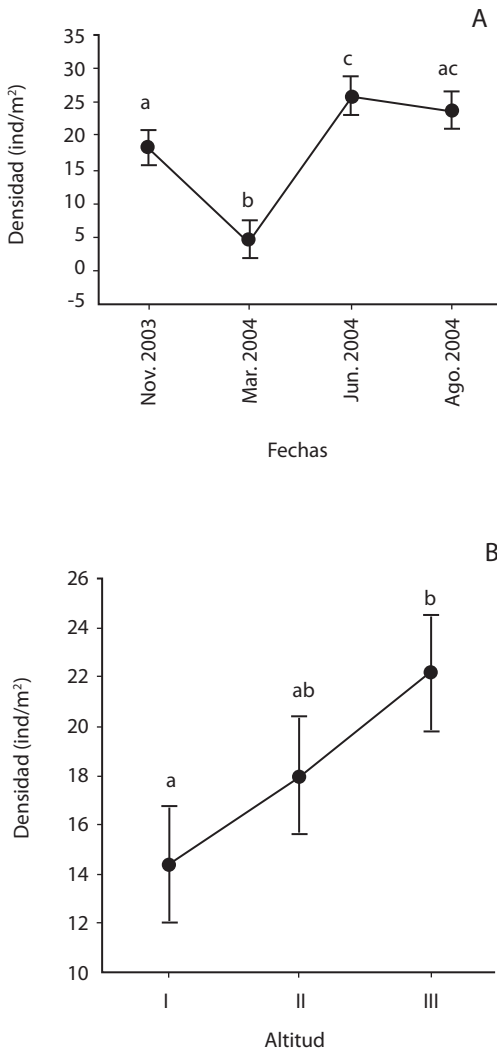 A
Densidad (ind/m²)
35
30
25
20
15
10
5
0
-5
a
b
c
ac
Nov. 2003
Mar. 2004
Jun. 2004
Ago. 2004
Fechas
B
Densidad (ind/m²)
26
24
22
20
18
16
14
12
10
a
ab
b
I
II
III
Altitud